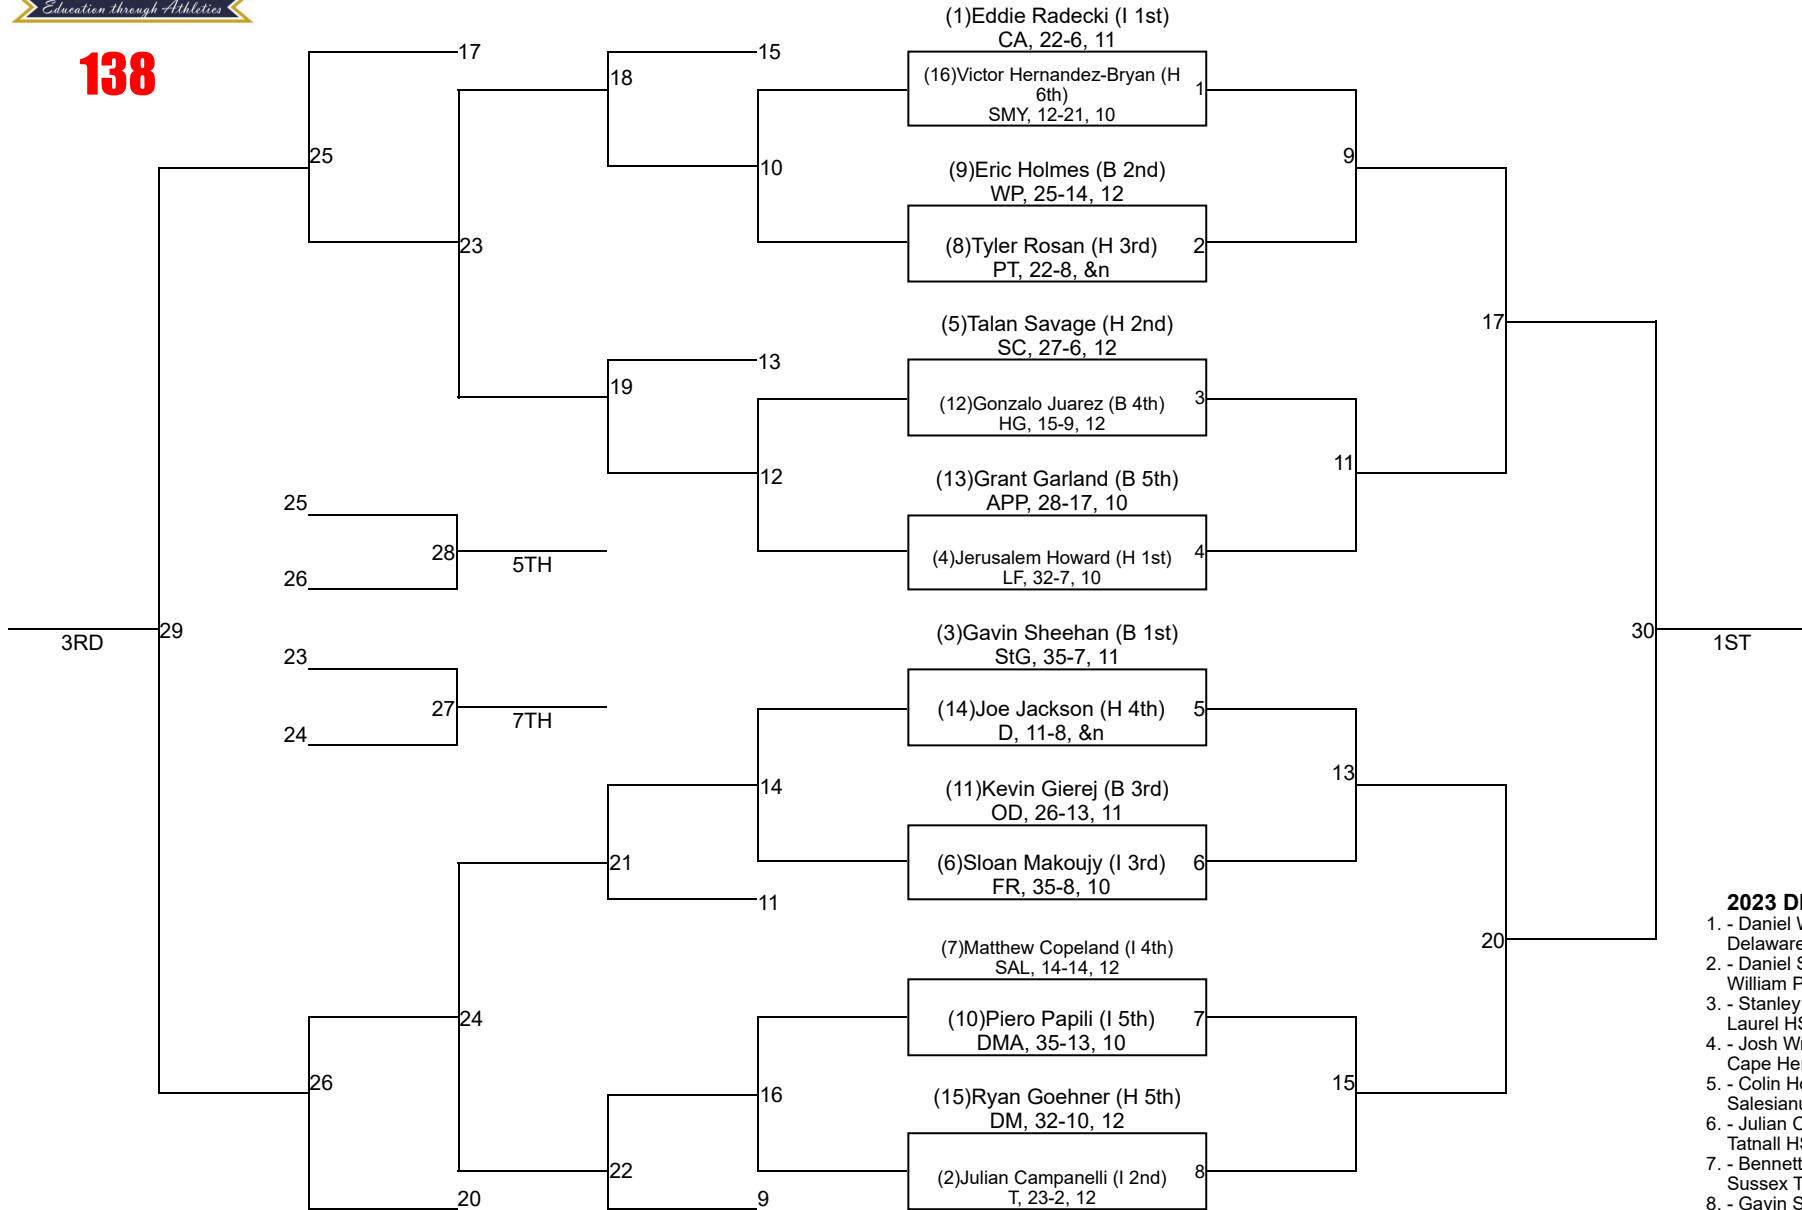 Education through Athletics
138
(1)Eddie Radecki (I 1st)
CA, 22-6, 11
(16)Victor Hernandez-Bryan (H
6th)
SMY, 12-21, 10
1
(9)Eric Holmes (B 2nd)
WP, 25-14, 12
(8)Tyler Rosan (H 3rd)
PT, 22-8, &n
2
(5)Talan Savage (H 2nd)
SC, 27-6, 12
(12)Gonzalo Juarez (B 4th)
HG, 15-9, 12
3
(13)Grant Garland (B 5th)
APP, 28-17, 10
(4)Jerusalem Howard (H 1st)
LF, 32-7, 10
4
(3)Gavin Sheehan (B 1st)
StG, 35-7, 11
(14)Joe Jackson (H 4th)
D, 11-8, &n
5
(11)Kevin Gierej (B 3rd)
OD, 26-13, 11
(6)Sloan Makoujy (I 3rd)
FR, 35-8, 10
6
(7)Matthew Copeland (I 4th)
SAL, 14-14, 12
(10)Piero Papili (I 5th)
DMA, 35-13, 10
7
(15)Ryan Goehner (H 5th)
DM, 32-10, 12
(2)Julian Campanelli (I 2nd)
T, 23-2, 12
8
9
11
13
15
17
20
30
1ST
15
18
10
13
19
12
14
21
11
16
22
9
17
25
23
24
26
20
29
3RD
25
26
28
5TH
23
24
27
7TH
2023 D
1. - Daniel
Delaware
2. - Daniel S
William P
3. - Stanley
Laurel HS
4. - Josh W
Cape He
5. - Colin H
Salesian
6. - Julian C
Tatnall HS
7. - Bennett
Sussex T
8. - Gavin S